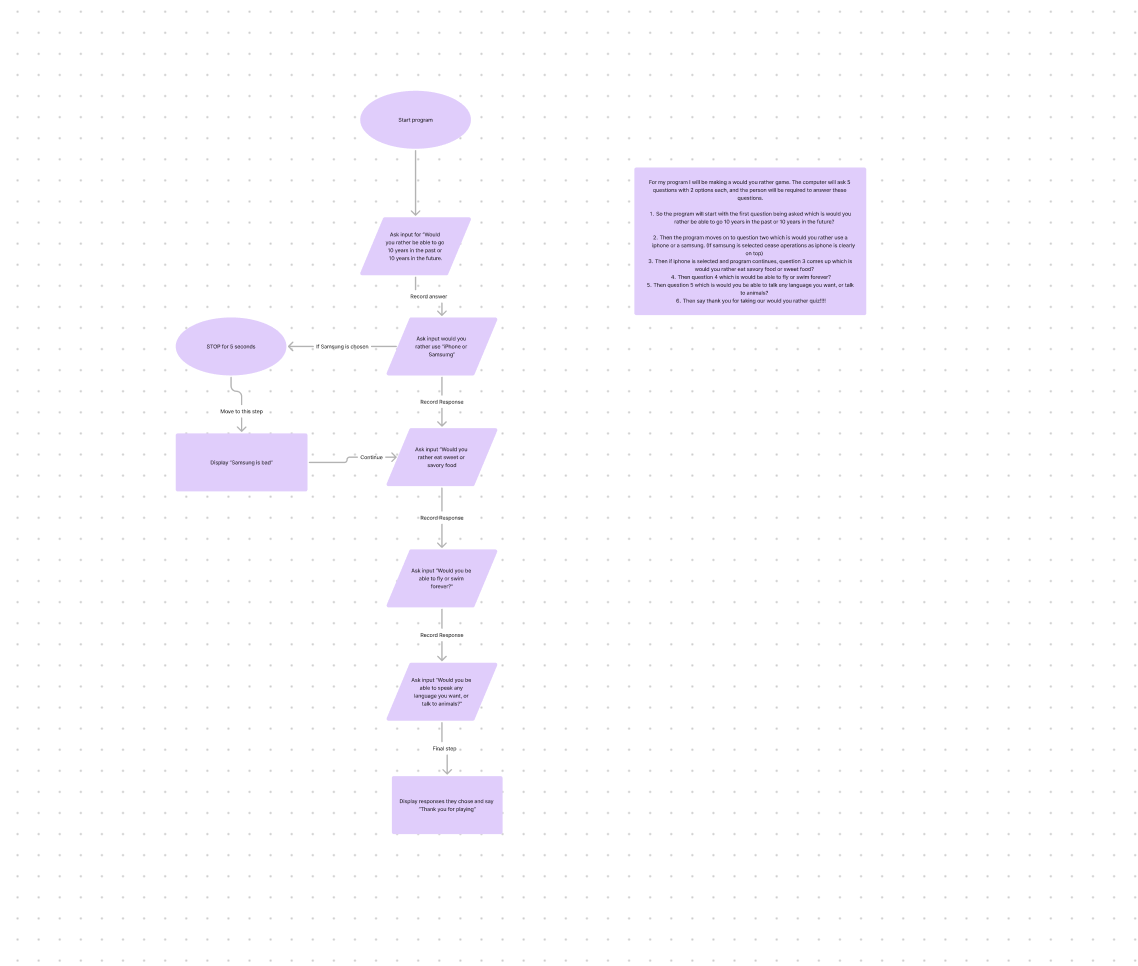 Start program
Ask input for "Would
you rather be able to go
10 years in the past or
10 years in the future.
Record answer
Ask input would you
rather use "iPhone or
Samsung"
If Samsung is chosen
STOP for 5 seconds
Move to this step
Display "Samsung is bad"
Continue
Record Response
Ask input "Would you
rather eat sweet or
savory food
Record Response
Ask input "Would you be
able to fly or swim
forever?"
Record Response
Ask input "Would you be
able to speak any
language you want, or
talk to animals?"
Final step
Display responses they chose and say
"Thank you for playing"
For my program I will be making a would you rather game. The computer will ask 5
questions with 2 options each, and the person will be required to answer these
questions.
1. So the program will start with the first question being asked which is would you
rather be able to go 10 years in the past or 10 years in the future?
2. Then the program moves on to question two which is would you rather use a
iphone or a samsung. (If samsung is selected cease operations as iphone is clearly
on top)
3. Then if iphone is selected and program continues, question 3 comes up which is
would you rather eat savory food or sweet food?
4. Then question 4 which is would be able to fly or swim forever?
5. Then question 5 which is would you be able to talk any language you want, or talk
to animals?
6. Then say thank you for taking our would you rather quiz!!!!